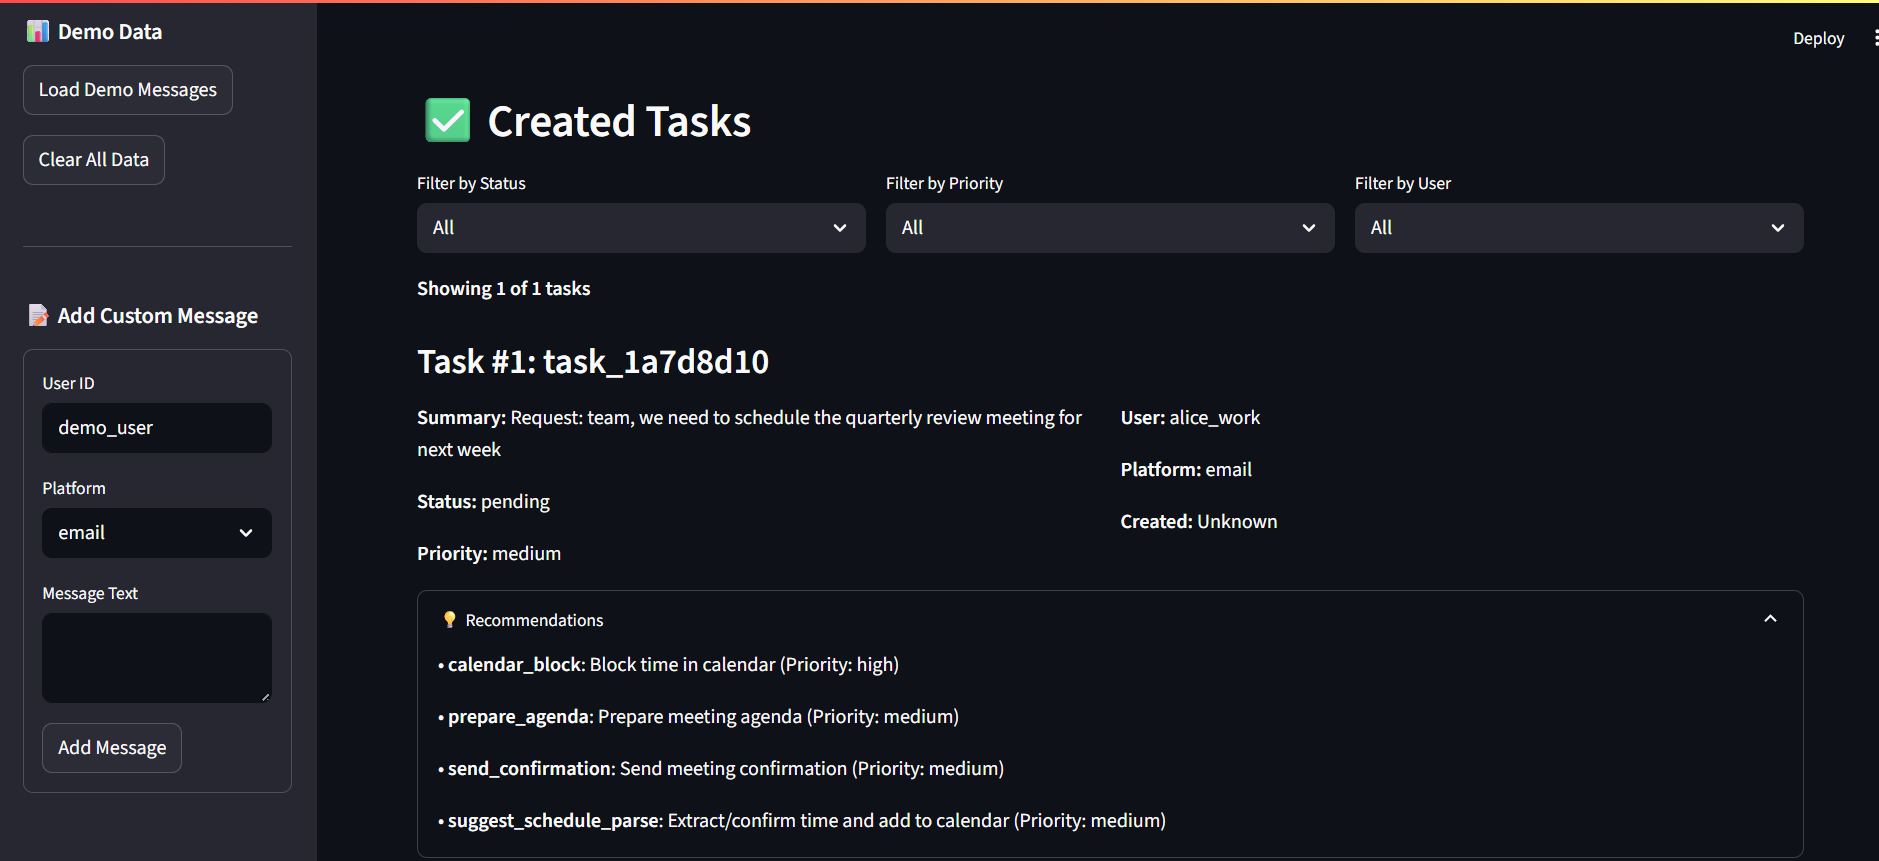 Demo Data
Load Demo Messages
Clear All Data
Add Custom Message
User ID
demo_user
Platform
email
Message Text
Add Message
Deploy
Created Tasks
Filter by Status
All
Filter by Priority
All
Filter by User
All
Showing 1 of 1 tasks
Task #1: task_1a7d8d10
Summary: Request: team, we need to schedule the quarterly review meeting for
next week
Status: pending
Priority: medium
User: alice_work
Platform: email
Created: Unknown
Recommendations
• calendar_block: Block time in calendar (Priority: high)
• prepare_agenda: Prepare meeting agenda (Priority: medium)
• send_confirmation: Send meeting confirmation (Priority: medium)
• suggest_schedule_parse: Extract/confirm time and add to calendar (Priority: medium)